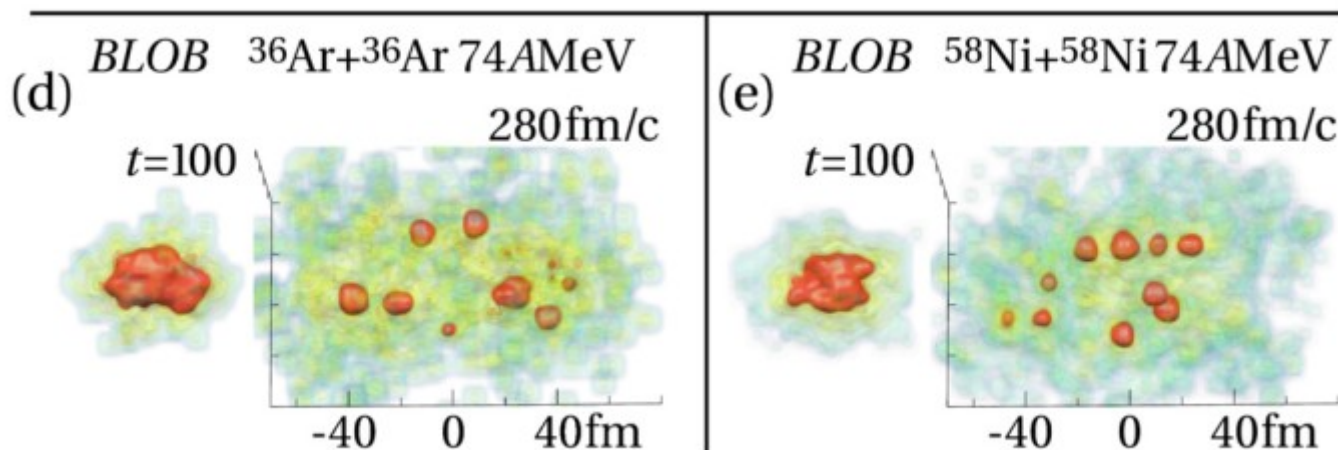 (d) BLOB ³⁶Ar+³⁶Ar 74AMeV
280fm/c
t=100
-40 0 40fm
(e) BLOB ⁵⁸Ni+⁵⁸Ni 74AMeV
280fm/c
t=100
-40 0 40fm